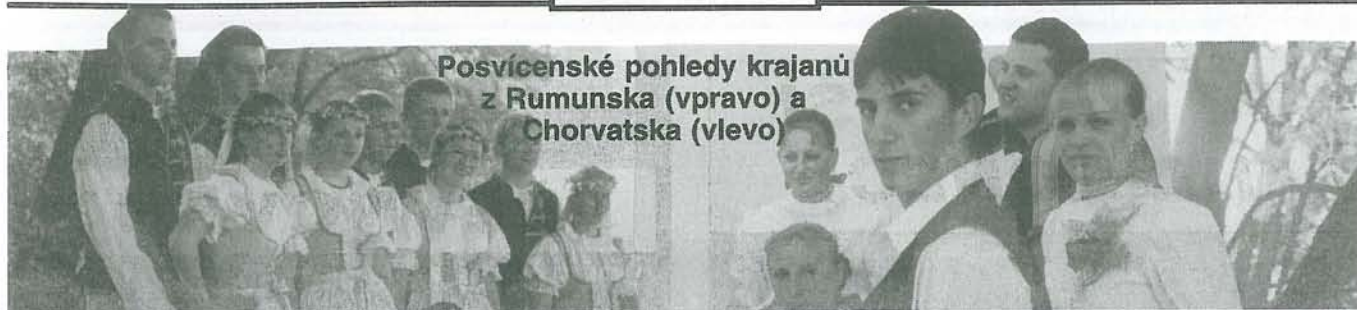 Posvícenské pohledy krajanů
z Rumunska (vpravo) a
Chorvatska (vlevo)